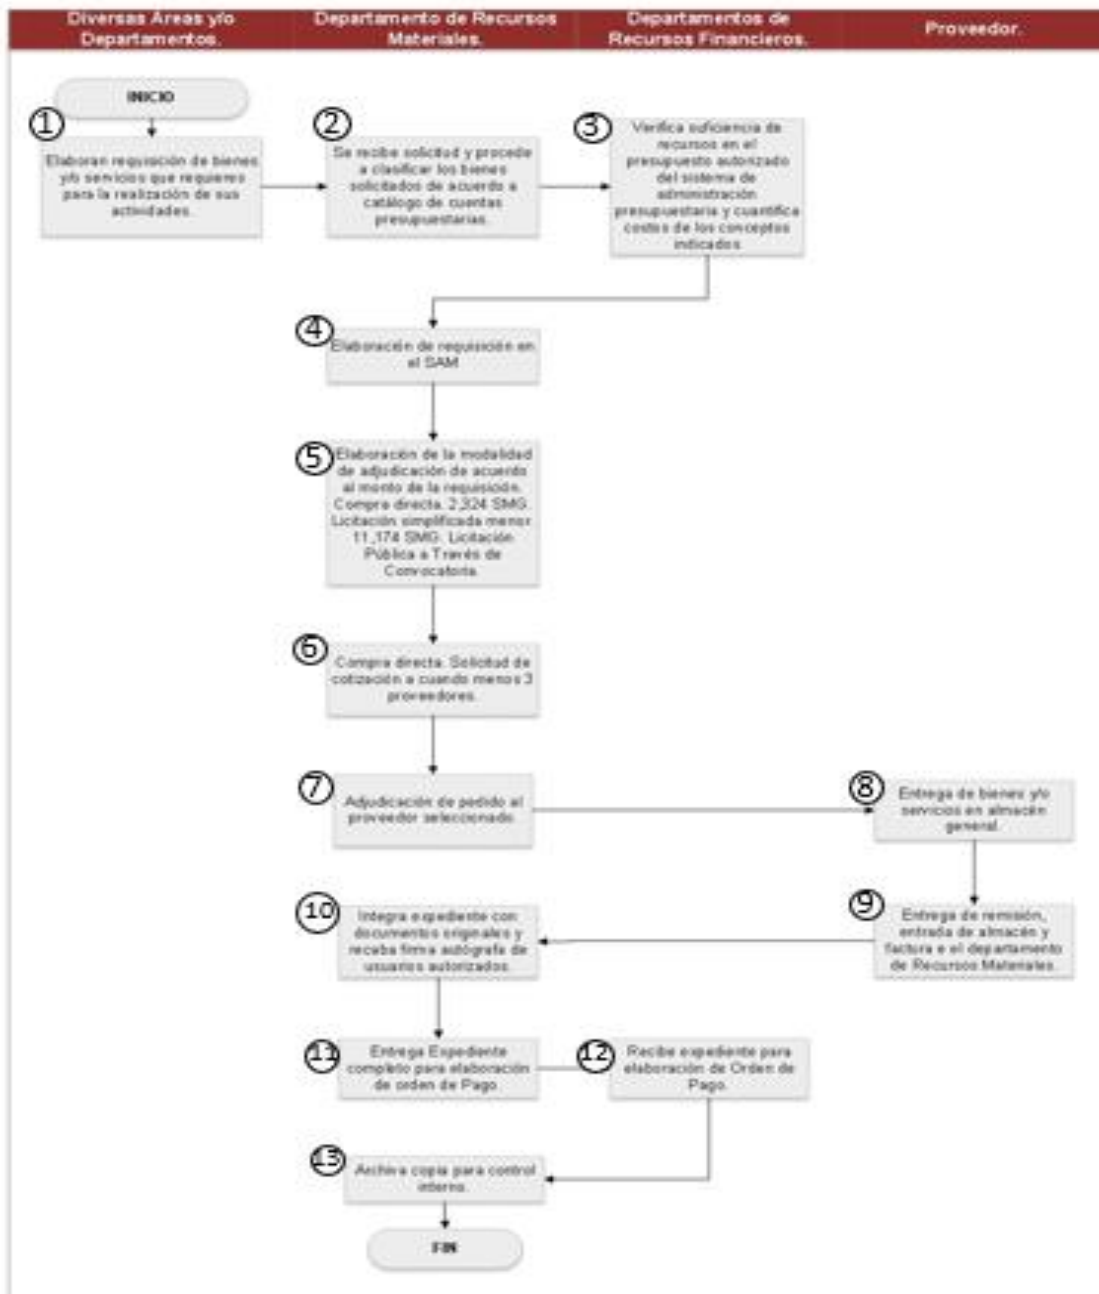 Diversas Areas y/o
Departamentos.
Departamento de Recursos
Materiales.
Departamentos de
Recursos Financieros.
Proveedor.
INICIO
1
Elaboran requisición de bienes
y/o servicios que requieren
para la realización de sus
actividades.
2
Se recibe solicitud y procede
a clasificar los bienes
solicitados de acuerdo a
catálogo de cuentas
presupuestarias.
3
Verifica suficiencia de
recursos en el
presupuesto autorizado
del sistema de
administración
presupuestaria y cuantifica
costos de los conceptos
indicados
4
Elaboración de requisición en
el SAM
5
Elaboración de la modalidad
de adjudicación de acuerdo
al monto de la requisición.
Compra directa. 2,324 SMG.
Licitación simplificada menor
11,174 SMG. Licitación
Pública a Través de
Convocatoria.
6
Compra directa. Solicitud de
cotización a cuando menos 3
proveedores.
7
Adjudicación de pedido al
proveedor seleccionado
8
Entrega de bienes y/o
servicios en almacén
general.
9
Entrega de remisión,
entrada de almacén y
factura e el departamento
de Recursos Materiales.
10
Integra expediente con
documentos originales y
recaba firma autógrafa de
usuarios autorizados.
11
Entrega Expediente
completo para elaboración
de orden de Pago.
12
Recibe expediente para
elaboración de Orden de
Pago.
13
Archiva copia para control
interno.
FIN